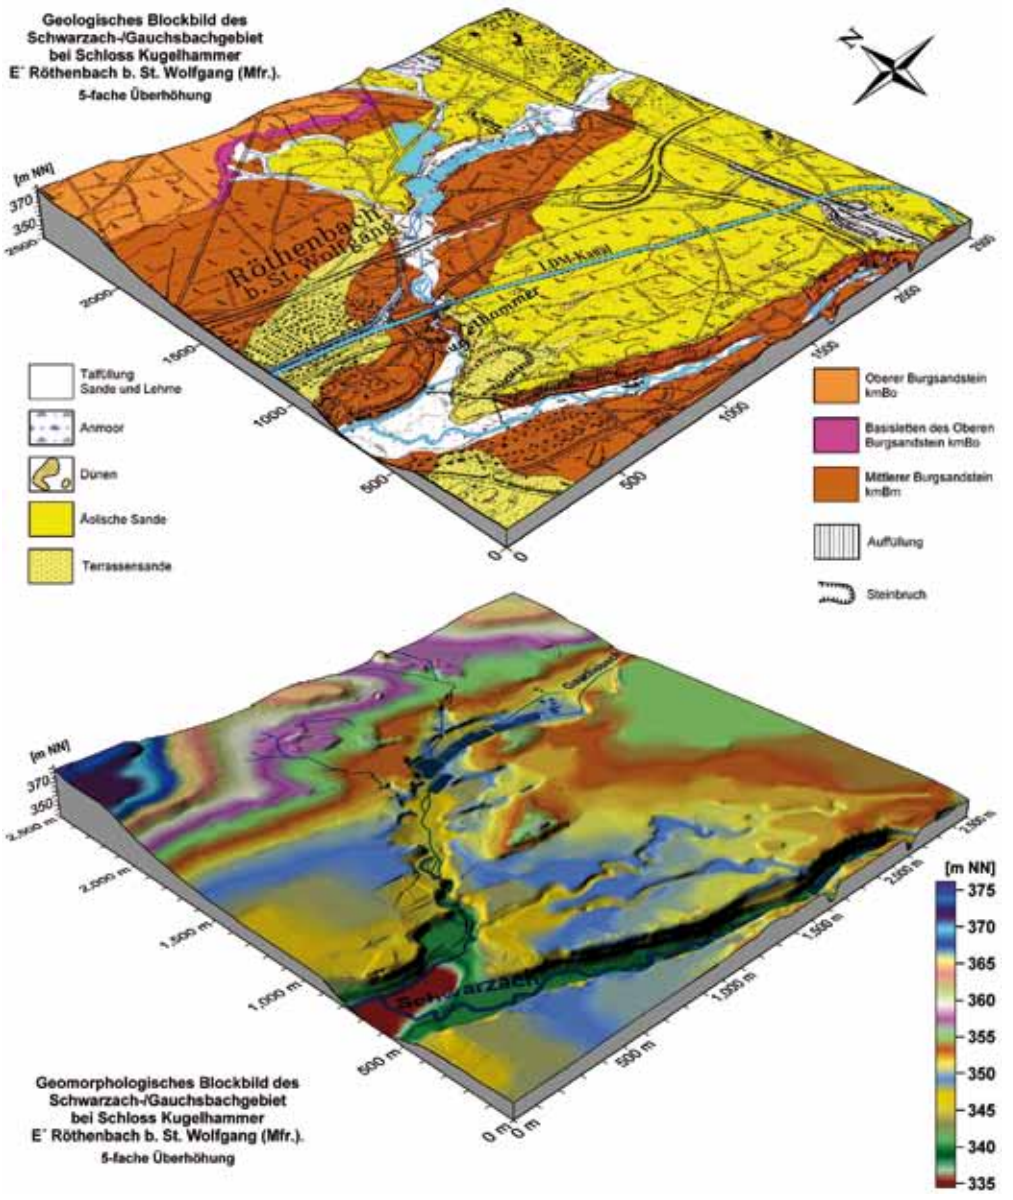 Geologisches Blockbild des
Schwarzach-/Gauchsbachgebiet
bei Schloss Kugelhammer
E´ Röthenbach b. St. Wolfgang (Mfr.).
5-fache Überhöhung
N
[m NN]
370
350
2500
2000
1500
1000
500
0
0
500
1000
1500
2000
Röthenbach
b. St. Wolfgang
LDM-Kanal
Talfüllung
Sande und Lehme
Anmoor
Dünen
Äolische Sande
Terrassensande
Oberer Burgsandstein
kmBo
Basisletten des Oberen
Burgsandstein kmBo
Mittlerer Burgsandstein
kmBm
Auffüllung
Steinbruch
[m NN]
370
350
2,500 m
2,000 m
1,500 m
1,000 m
500 m
0 m
0 m
500 m
1,000 m
1,500 m
2,000 m
2,500 m
Schwarzach
[m NN]
375
370
365
360
355
350
345
340
335
Geomorphologisches Blockbild des
Schwarzach-/Gauchsbachgebiet
bei Schloss Kugelhammer
E´ Röthenbach b. St. Wolfgang (Mfr.).
5-fache Überhöhung